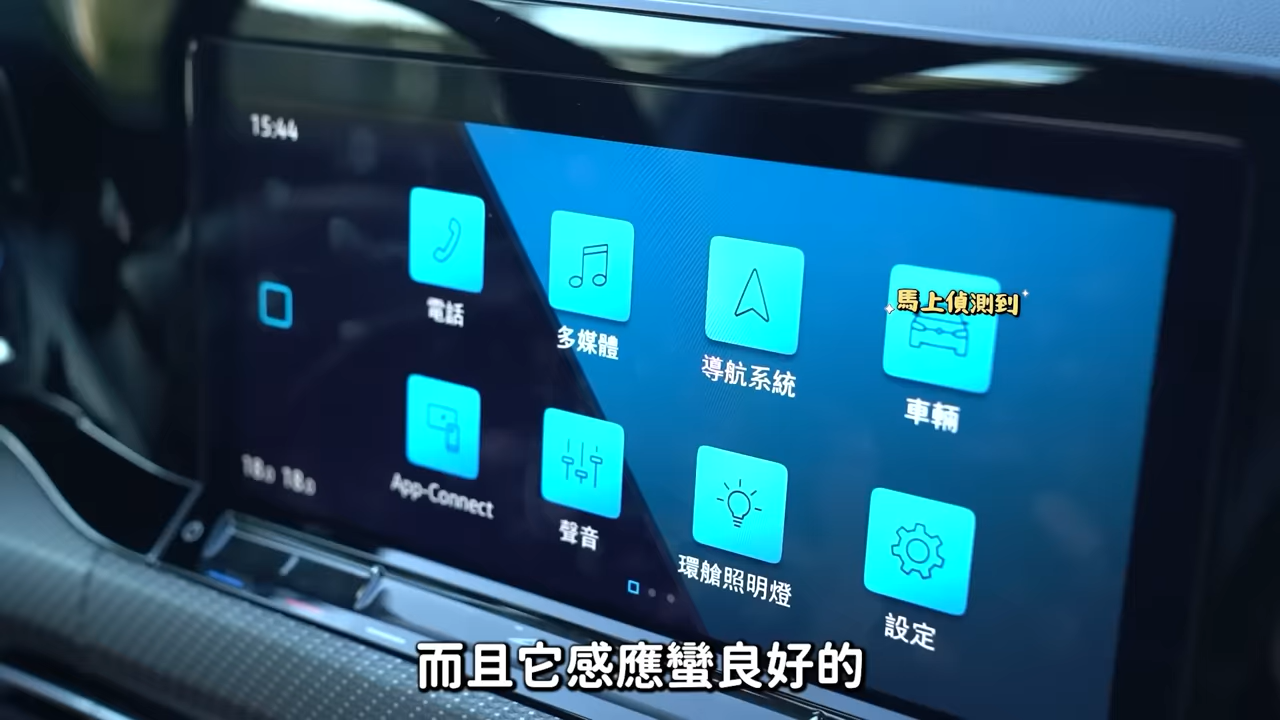 15:44
電話
多媒體
導航系統
馬上偵測到
車輛
App-Connect
聲音
環艙照明燈
設定
18.0 18.0
而且它感應蠻良好的